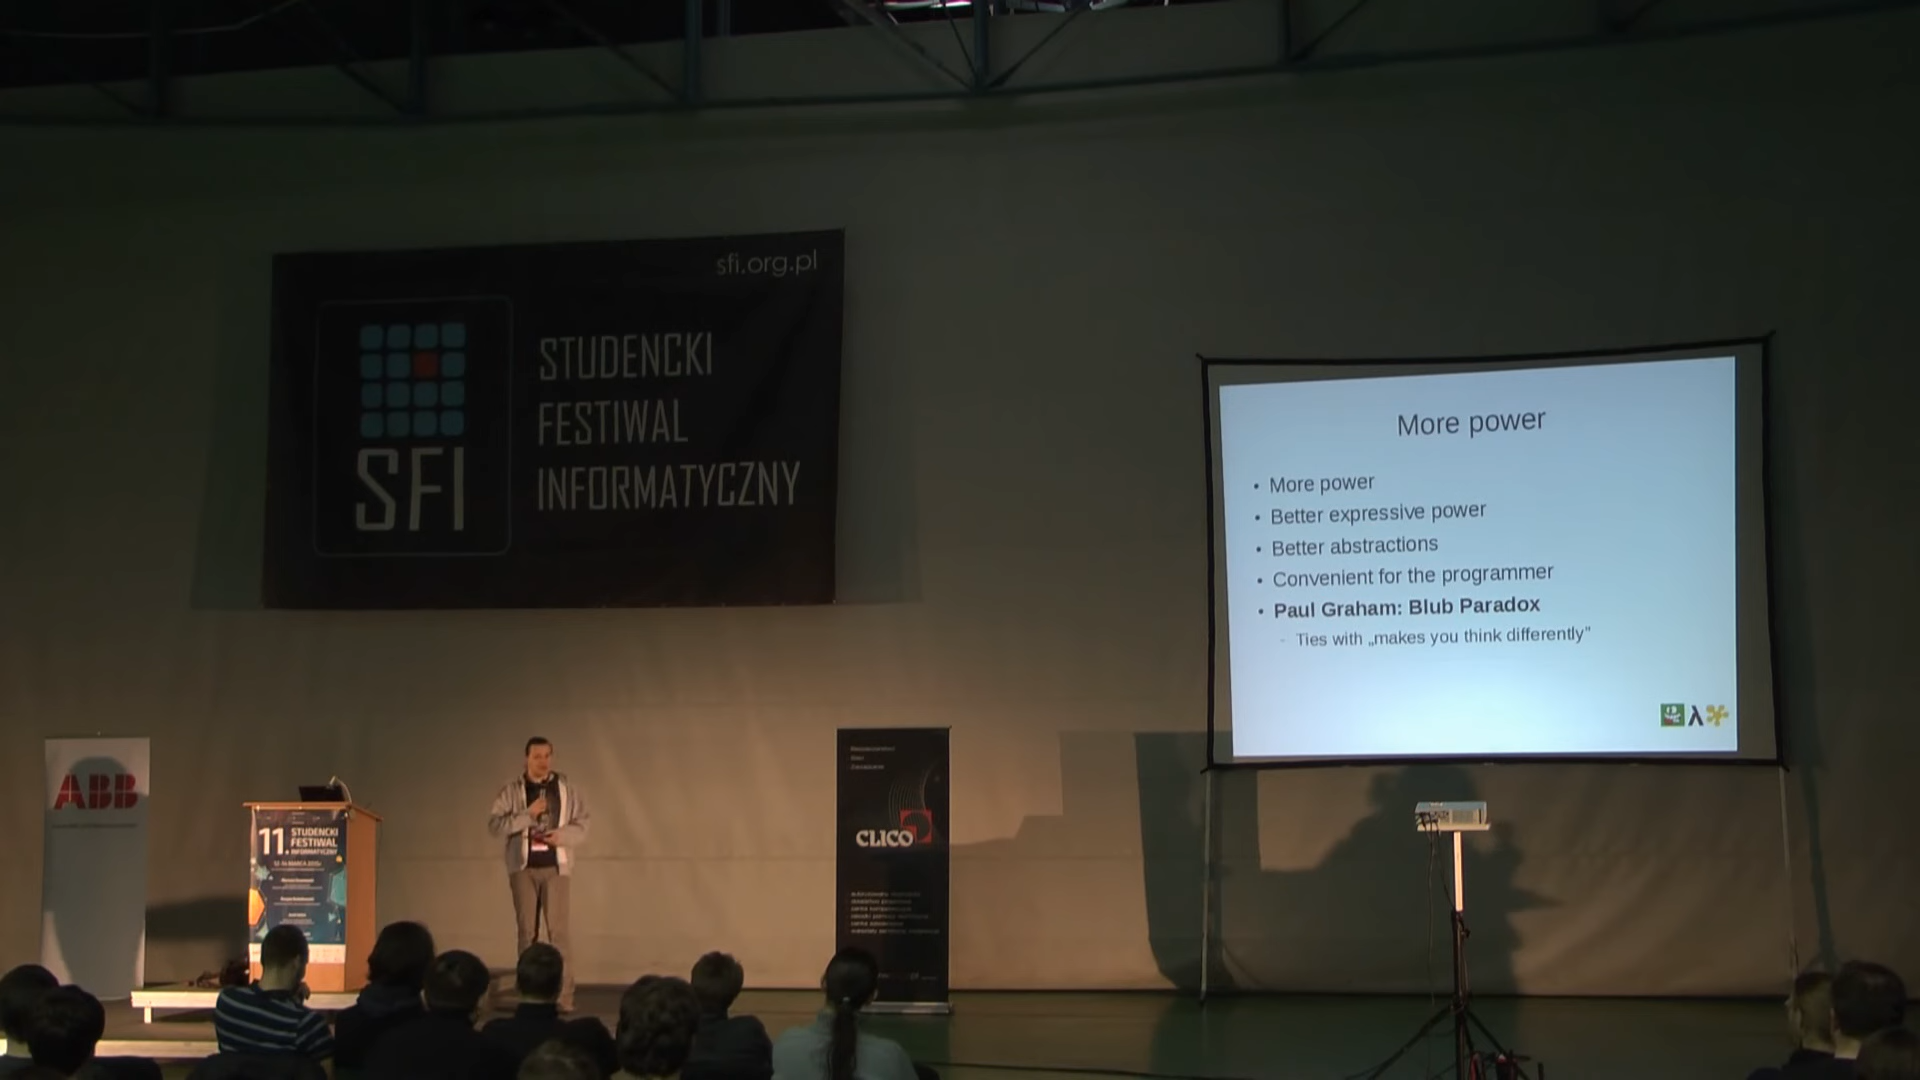 sfi.org.pl
STUDENCKI
FESTIWAL
INFORMATYCZNY
SFI
More power
• More power
• Better expressive power
• Better abstractions
• Convenient for the programmer
• Paul Graham: Blub Paradox
- Ties with „makes you think differently”
λ
ABB
11. STUDENCKI
FESTIWAL
INFORMATYCZNY
CLICO